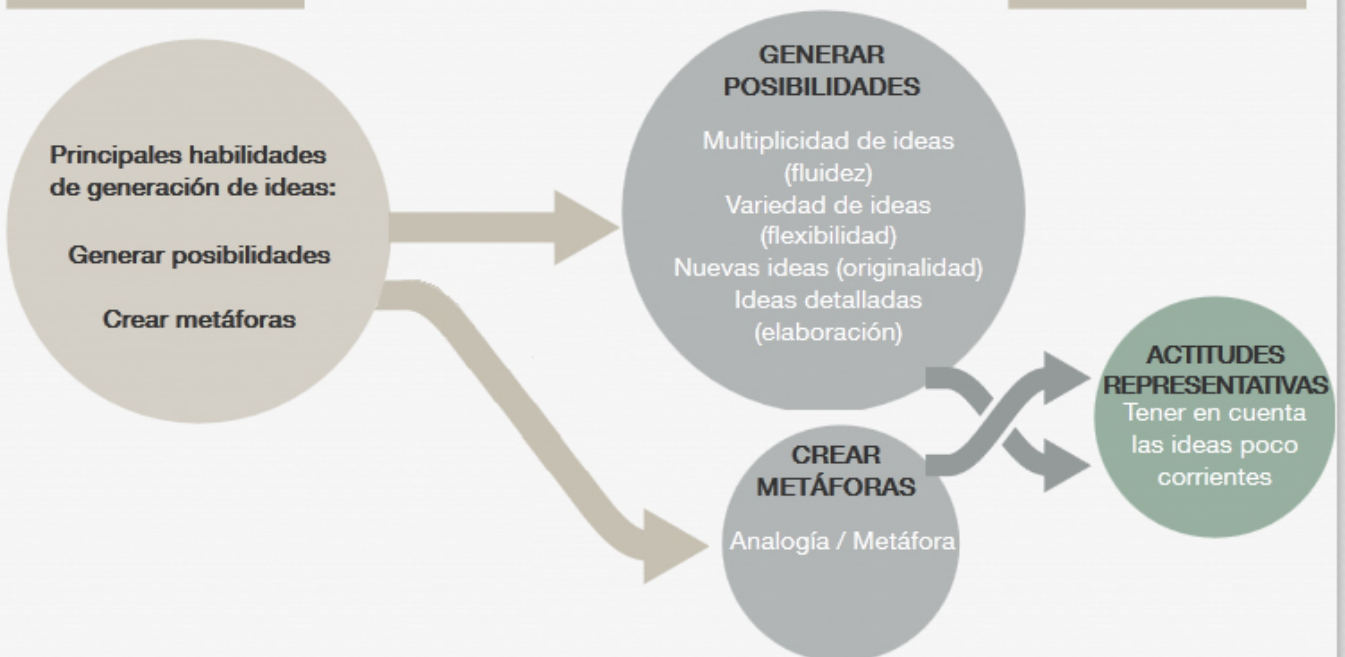 Principales habilidades
de generación de ideas:
Generar posibilidades
Crear metáforas
GENERAR
POSIBILIDADES
Multiplicidad de ideas
(fluidez)
Variedad de ideas
(flexibilidad)
Nuevas ideas (originalidad)
Ideas detalladas
(elaboración)
CREAR
METÁFORAS
Analogía / Metáfora
ACTITUDES
REPRESENTATIVAS
Tener en cuenta
las ideas poco
corrientes